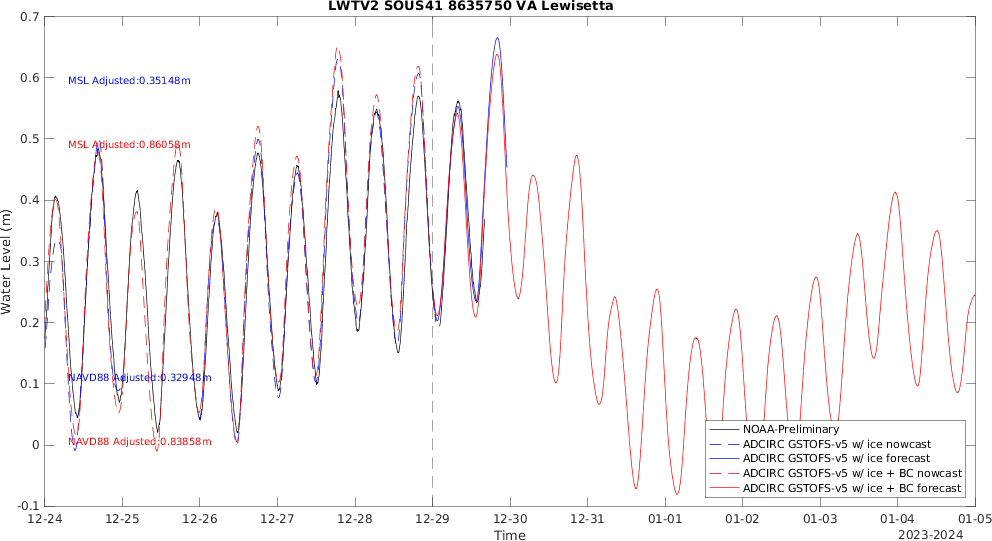 LWTV2 SOUS41 8635750 VA Lewisetta
0.7
0.6
0.5
0.4
0.3
0.2
0.1
0
-0.1
Water Level (m)
MSL Adjusted:0.35148m
MSL Adjusted:0.86058m
NAVD88 Adjusted:0.32948m
NAVD88 Adjusted:0.83858m
NOAA-Preliminary
ADCIRC GSTOFS-v5 w/ ice nowcast
ADCIRC GSTOFS-v5 w/ ice forecast
ADCIRC GSTOFS-v5 w/ ice + BC nowcast
ADCIRC GSTOFS-v5 w/ ice + BC forecast
12-24 12-25 12-26 12-27 12-28 12-29 12-30 12-31 01-01 01-02 01-03 01-04 01-05
Time
2023-2024